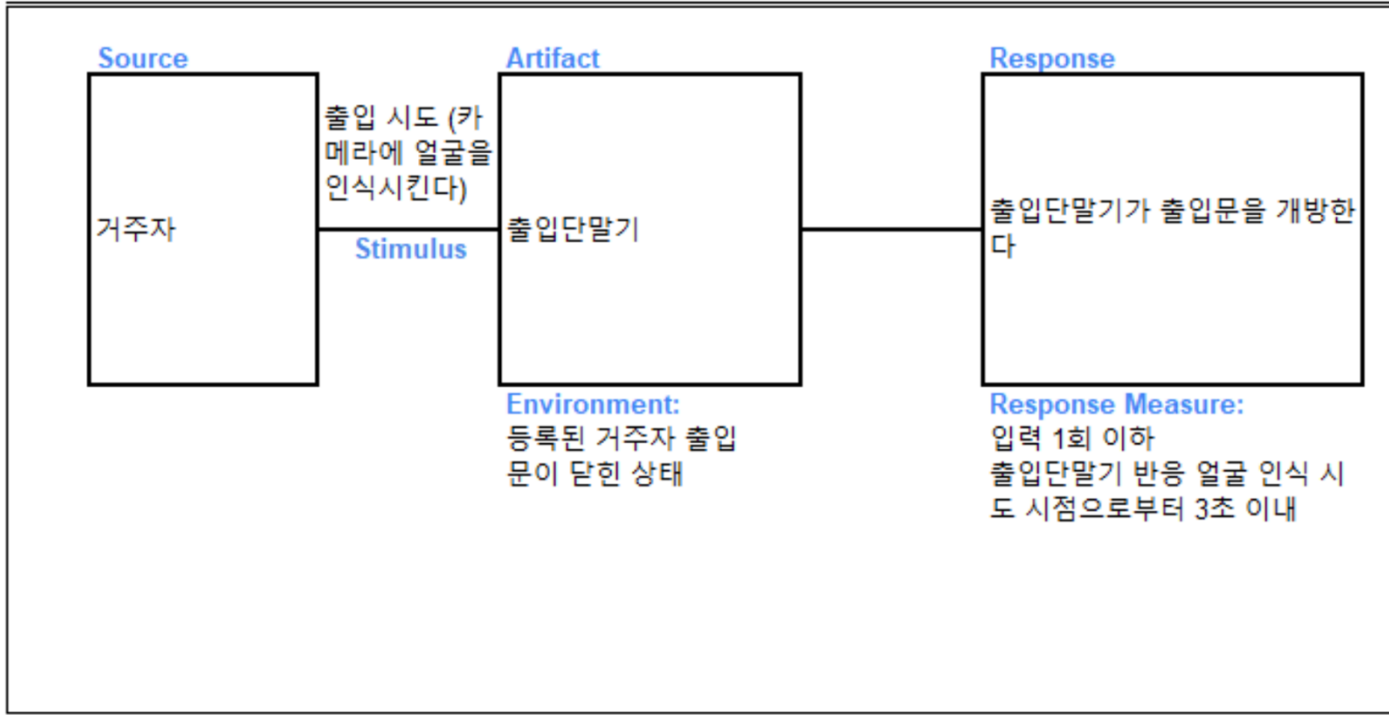 Source
거주자
출입 시도 (카
메라에 얼굴을
인식시킨다)
Stimulus
Artifact
출입단말기
Environment:
등록된 거주자 출입
문이 닫힌 상태
Response
출입단말기가 출입문을 개방한
다
Response Measure:
입력 1회 이하
출입단말기 반응 얼굴 인식 시
도 시점으로부터 3초 이내